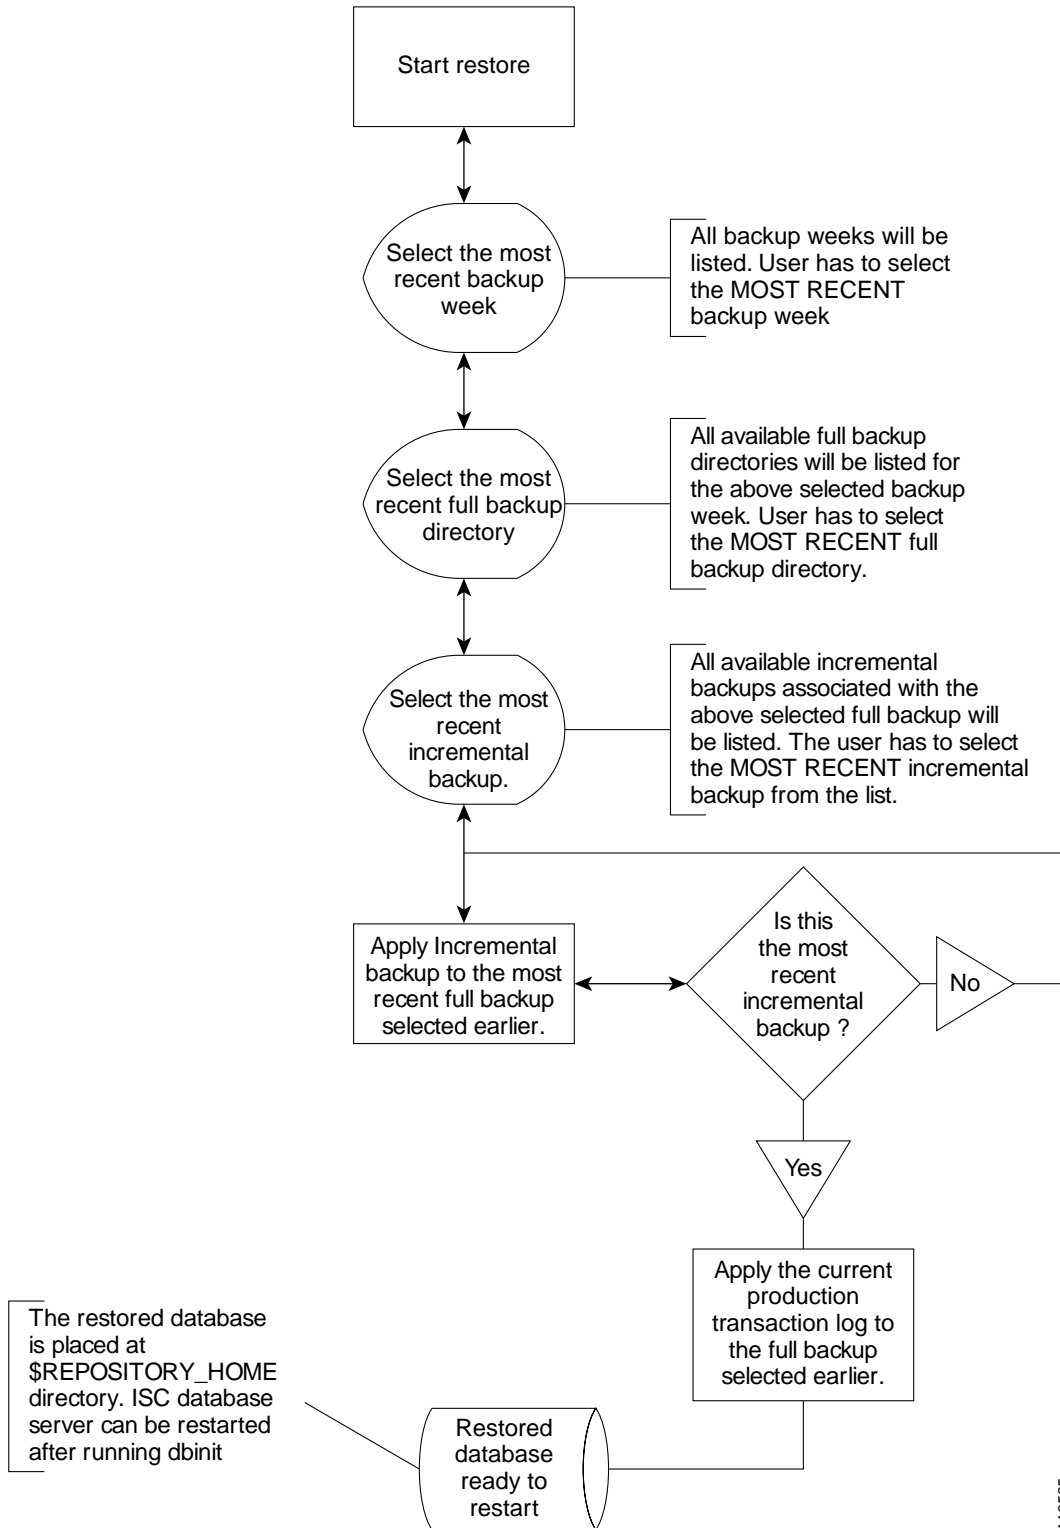 Start restore
Select the most
recent backup
week
All backup weeks will be
listed. User has to select
the MOST RECENT
backup week
Select the most
recent full backup
directory
All available full backup
directories will be listed for
the above selected backup
week. User has to select
the MOST RECENT full
backup directory.
Select the most
recent
incremental
backup.
All available incremental
backups associated with the
above selected full backup will
be listed. The user has to select
the MOST RECENT incremental
backup from the list.
Apply Incremental
backup to the most
recent full backup
selected earlier.
Is this
the most
recent
incremental
backup ?
No
Yes
Apply the current
production
transaction log to
the full backup
selected earlier.
The restored database
is placed at
$REPOSITORY_HOME
directory. ISC database
server can be restarted
after running dbinit
Restored
database
ready to
restart